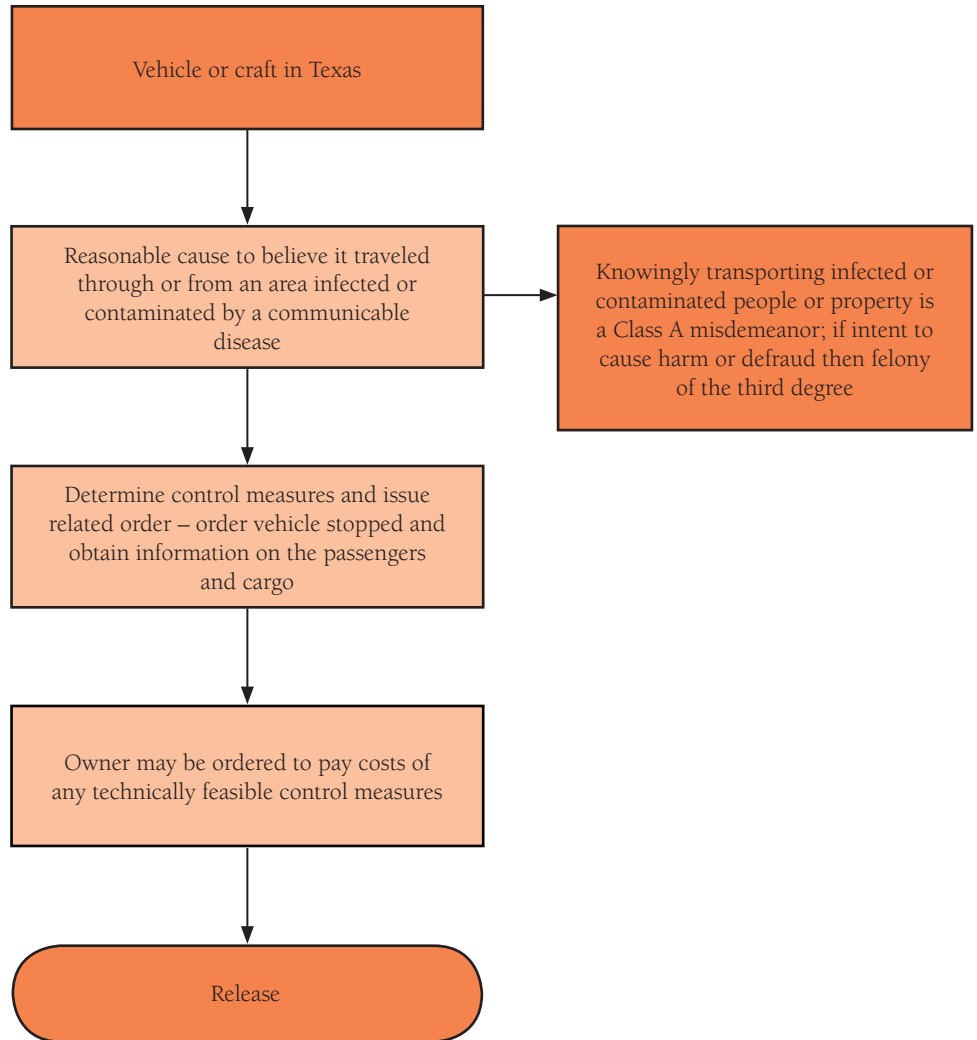 Vehicle or craft in Texas
Reasonable cause to believe it traveled
through or from an area infected or
contaminated by a communicable
disease
Knowingly transporting infected or
contaminated people or property is
a Class A misdemeanor; if intent to
cause harm or defraud then felony
of the third degree
Determine control measures and issue
related order – order vehicle stopped and
obtain information on the passengers
and cargo
Owner may be ordered to pay costs of
any technically feasible control measures
Release